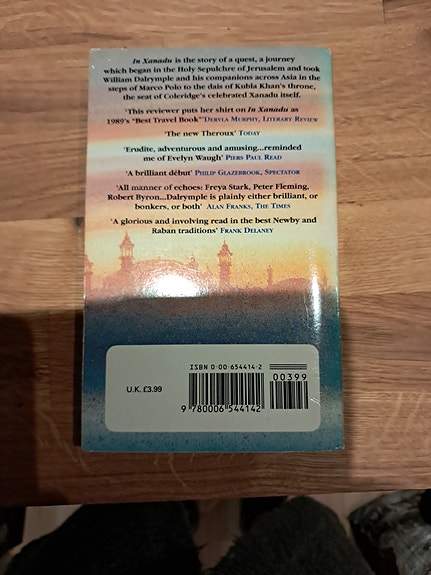 In Xanadu is the story of a quest, a journey
which began in the Holy Sepulchre of Jerusalem and took
William Dalrymple and his companions across Asia in the
steps of Marco Polo to the dais of Kubla Khan's throne,
the seat of Coleridge's celebrated Xanadu itself.
'This reviewer puts her shirt on In Xanadu as
1989's "Best Travel Book"' DERVLA MURPHY, LITERARY REVIEW
'The new Theroux' TODAY
'Erudite, adventurous and amusing...reminded
me of Evelyn Waugh' PIERS PAUL READ
'A brilliant début' PHILIP GLAZEBROOK, SPECTATOR
'All manner of echoes: Freya Stark, Peter Fleming,
Robert Byron...Dalrymple is plainly either brilliant, or
bonkers, or both' ALAN FRANKS, THE TIMES
'A glorious and involving read in the best Newby and
Raban traditions' FRANK DELANEY
ISBN 0-00-654414-2
00399
U.K. £3.99
9 780006 544142